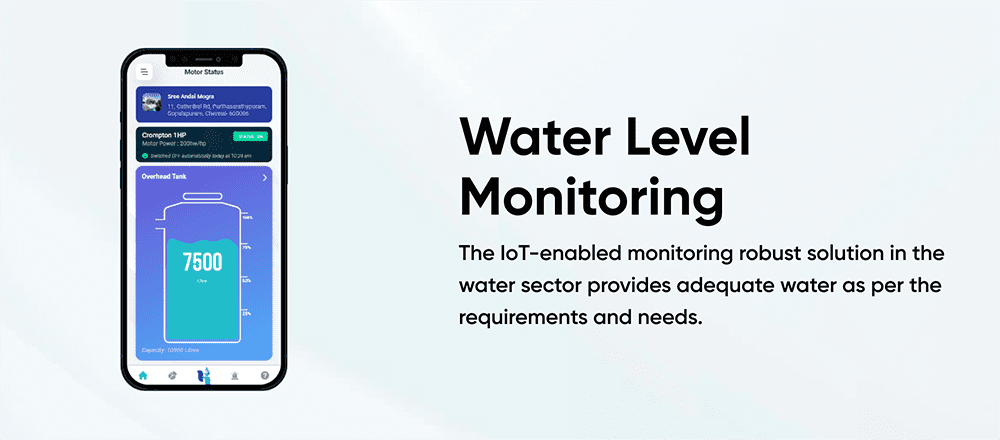 Motor Status
Sree Andal Mogra
11, Cathedral Rd, Parthasarathypuram,
Gopalapuram, Chennai- 600086
Crompton 1HP
STATUS ON
Motor Power : 200hw/hp
Switched OFF automatically today at 10:24 am
Overhead Tank
100%
75%
7500
50%
25%
Capacity: 10000 Litres
Water Level
Monitoring
The IoT-enabled monitoring robust solution in the
water sector provides adequate water as per the
requirements and needs.